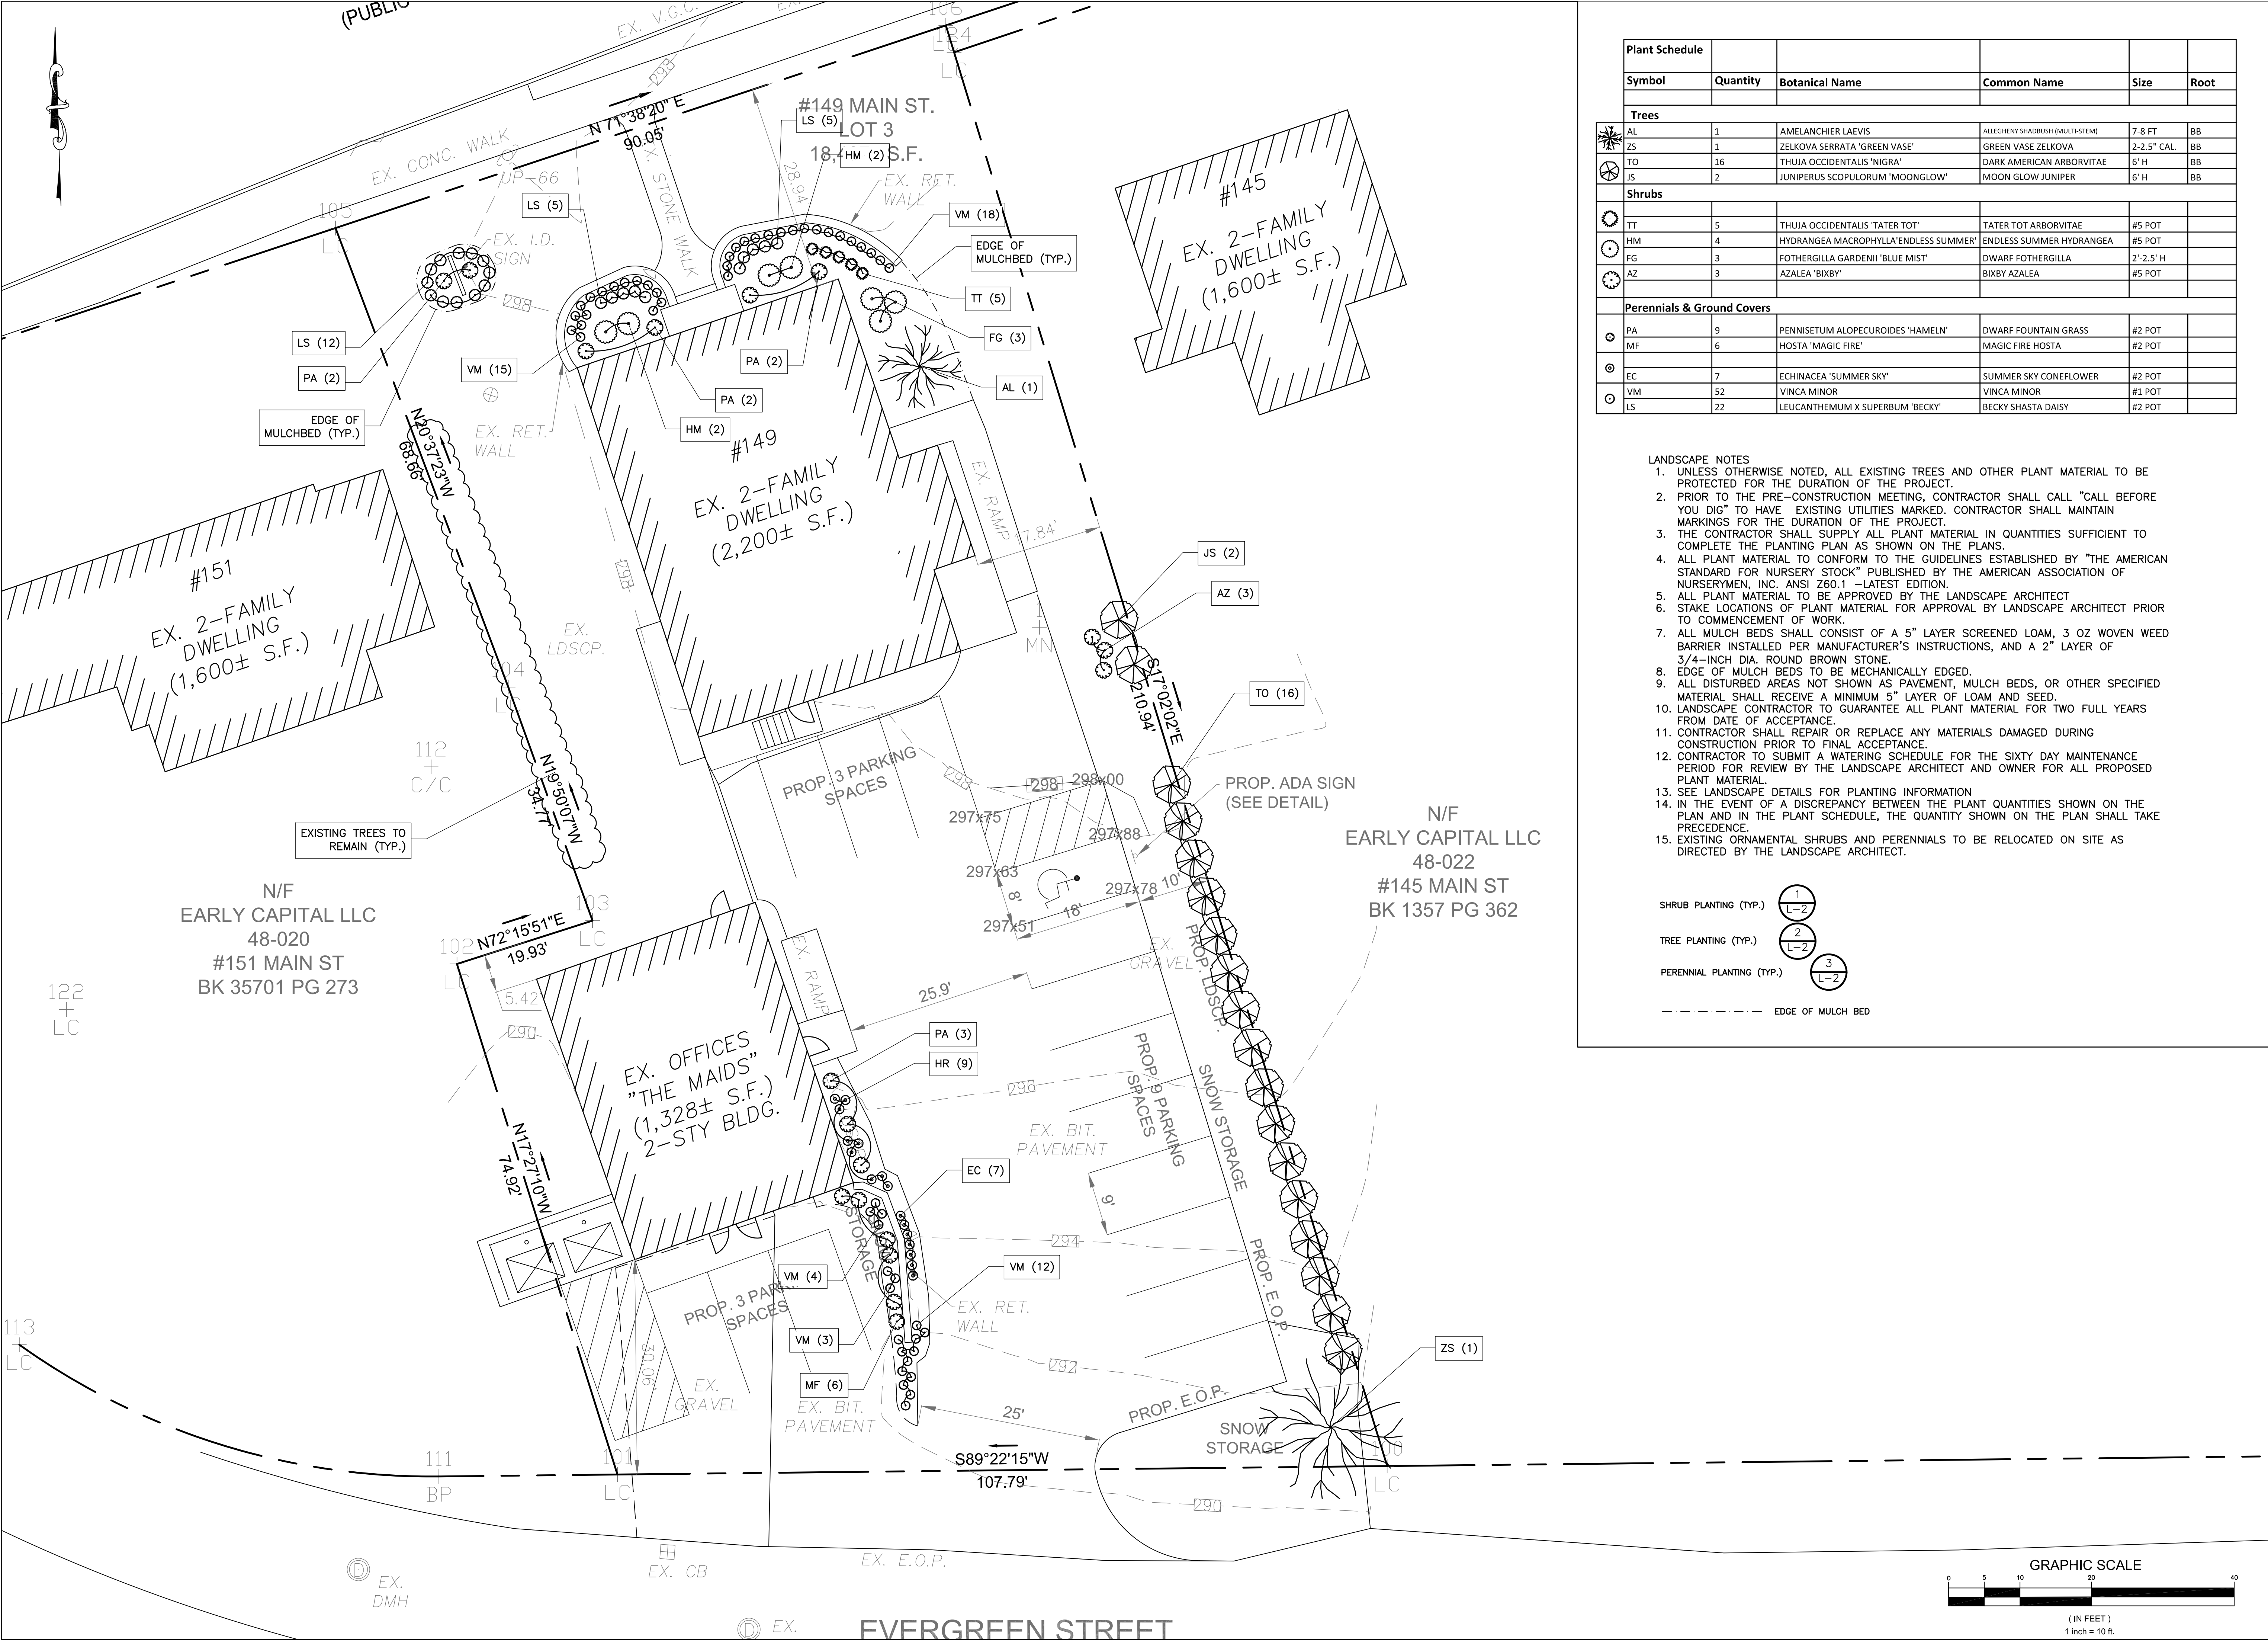 (PUBLIC
EX. V.G.C.
EX.
298
106
104
LC
N 71°38'20" E
90.05'
#149 MAIN ST.
LOT 3
S.F.
LS (5)
HM (2)
28.94'
EX. CONC. WALK
UP-66
EX. STONE WALK
EX. RET.
WALL
LS (5)
VM (18)
105
LC
EX. I.D.
SIGN
EDGE OF
MULCHBED (TYP.)
298
TT (5)
FG (3)
LS (12)
PA (2)
VM (15)
PA (2)
AL (1)
PA (2)
HM (2)
EDGE OF
MULCHBED (TYP.)
EX. RET.
WALL
#145
EX. 2-FAMILY
DWELLING
(1,600± S.F.)
N20°37'23"W
68.66'
#149
EX. 2-FAMILY
DWELLING
(2,200± S.F.)
EX. RAMP
17.84'
#151
EX. 2-FAMILY
DWELLING
(1,600± S.F.)
298
EX.
LDSCP.
104
LC
JS (2)
AZ (3)
1
MN
S17°02'02"E
210.94'
TO (16)
112
C/C
N19°50'07"W
34.77'
PROP. 3 PARKING
SPACES
298
298
298x00
297x75
297x88
297x63
297x78
297x51
8'
18'
10'
PROP. ADA SIGN
(SEE DETAIL)
EXISTING TREES TO
REMAIN (TYP.)
N/F
EARLY CAPITAL LLC
48-022
#145 MAIN ST
BK 1357 PG 362
N/F
EARLY CAPITAL LLC
48-020
#151 MAIN ST
BK 35701 PG 273
103
LC
102
LC
N72°15'51"E
19.93'
5.42
290
122
LC
EX. RAMP
25.9'
EX.
GRAVEL
PROP. LDSCP.
EX. OFFICES
"THE MAIDS"
(1,328± S.F.)
2-STY BLDG.
PA (3)
HR (9)
296
EX. BIT.
PAVEMENT
PROP. 9 PARKING
SPACES
SNOW STORAGE
N17°27'10"W
74.92'
EC (7)
9'
STORAGE
294
VM (4)
VM (12)
PROP. 3 PARK
SPACES
EX. RET.
WALL
VM (3)
MF (6)
292
PROP. E.O.P.
ZS (1)
30.06'
EX.
GRAVEL
EX. BIT.
PAVEMENT
25'
PROP. E.O.P.
SNOW
STORAGE
113
LC
111
BP
101
LC
S89°22'15"W
107.79'
100
LC
290
EX.
DMH
D
EX. CB
EX. E.O.P.
D
EX.
EVERGREEN STREET
Plant Schedule
Symbol Quantity Botanical Name Common Name Size Root
Trees
AL 1 AMELANCHIER LAEVIS ALLEGHENY SHADBUSH (MULTI-STEM) 7-8 FT BB
ZS 1 ZELKOVA SERRATA 'GREEN VASE' GREEN VASE ZELKOVA 2-2.5" CAL. BB
TO 16 THUJA OCCIDENTALIS 'NIGRA' DARK AMERICAN ARBORVITAE 6' H BB
JS 2 JUNIPERUS SCOPULORUM 'MOONGLOW' MOON GLOW JUNIPER 6' H BB
Shrubs
TT 5 THUJA OCCIDENTALIS 'TATER TOT' TATER TOT ARBORVITAE #5 POT
HM 4 HYDRANGEA MACROPHYLLA'ENDLESS SUMMER' ENDLESS SUMMER HYDRANGEA #5 POT
FG 3 FOTHERGILLA GARDENII 'BLUE MIST' DWARF FOTHERGILLA 2'-2.5' H
AZ 3 AZALEA 'BIXBY' BIXBY AZALEA #5 POT
Perennials & Ground Covers
PA 9 PENNISETUM ALOPECUROIDES 'HAMELN' DWARF FOUNTAIN GRASS #2 POT
MF 6 HOSTA 'MAGIC FIRE' MAGIC FIRE HOSTA #2 POT
EC 7 ECHINACEA 'SUMMER SKY' SUMMER SKY CONEFLOWER #2 POT
VM 52 VINCA MINOR VINCA MINOR #1 POT
LS 22 LEUCANTHEMUM X SUPERBUM 'BECKY' BECKY SHASTA DAISY #2 POT
LANDSCAPE NOTES
1. UNLESS OTHERWISE NOTED, ALL EXISTING TREES AND OTHER PLANT MATERIAL TO BE
PROTECTED FOR THE DURATION OF THE PROJECT.
2. PRIOR TO THE PRE-CONSTRUCTION MEETING, CONTRACTOR SHALL CALL "CALL BEFORE
YOU DIG" TO HAVE EXISTING UTILITIES MARKED. CONTRACTOR SHALL MAINTAIN
MARKINGS FOR THE DURATION OF THE PROJECT.
3. THE CONTRACTOR SHALL SUPPLY ALL PLANT MATERIAL IN QUANTITIES SUFFICIENT TO
COMPLETE THE PLANTING PLAN AS SHOWN ON THE PLANS.
4. ALL PLANT MATERIAL TO CONFORM TO THE GUIDELINES ESTABLISHED BY "THE AMERICAN
STANDARD FOR NURSERY STOCK" PUBLISHED BY THE AMERICAN ASSOCIATION OF
NURSERYMEN, INC. ANSI Z60.1 -LATEST EDITION.
5. ALL PLANT MATERIAL TO BE APPROVED BY THE LANDSCAPE ARCHITECT
6. STAKE LOCATIONS OF PLANT MATERIAL FOR APPROVAL BY LANDSCAPE ARCHITECT PRIOR
TO COMMENCEMENT OF WORK.
7. ALL MULCH BEDS SHALL CONSIST OF A 5" LAYER SCREENED LOAM, 3 OZ WOVEN WEED
BARRIER INSTALLED PER MANUFACTURER'S INSTRUCTIONS, AND A 2" LAYER OF
3/4-INCH DIA. ROUND BROWN STONE.
8. EDGE OF MULCH BEDS TO BE MECHANICALLY EDGED.
9. ALL DISTURBED AREAS NOT SHOWN AS PAVEMENT, MULCH BEDS, OR OTHER SPECIFIED
MATERIAL SHALL RECEIVE A MINIMUM 5" LAYER OF LOAM AND SEED.
10. LANDSCAPE CONTRACTOR TO GUARANTEE ALL PLANT MATERIAL FOR TWO FULL YEARS
FROM DATE OF ACCEPTANCE.
11. CONTRACTOR SHALL REPAIR OR REPLACE ANY MATERIALS DAMAGED DURING
CONSTRUCTION PRIOR TO FINAL ACCEPTANCE.
12. CONTRACTOR TO SUBMIT A WATERING SCHEDULE FOR THE SIXTY DAY MAINTENANCE
PERIOD FOR REVIEW BY THE LANDSCAPE ARCHITECT AND OWNER FOR ALL PROPOSED
PLANT MATERIAL.
13. SEE LANDSCAPE DETAILS FOR PLANTING INFORMATION
14. IN THE EVENT OF A DISCREPANCY BETWEEN THE PLANT QUANTITIES SHOWN ON THE
PLAN AND IN THE PLANT SCHEDULE, THE QUANTITY SHOWN ON THE PLAN SHALL TAKE
PRECEDENCE.
15. EXISTING ORNAMENTAL SHRUBS AND PERENNIALS TO BE RELOCATED ON SITE AS
DIRECTED BY THE LANDSCAPE ARCHITECT.
SHRUB PLANTING (TYP.) 1 L-2
TREE PLANTING (TYP.) 2 L-2
PERENNIAL PLANTING (TYP.) 3 L-2
EDGE OF MULCH BED
GRAPHIC SCALE
0 5 10 20 40
( IN FEET )
1 inch = 10 ft.